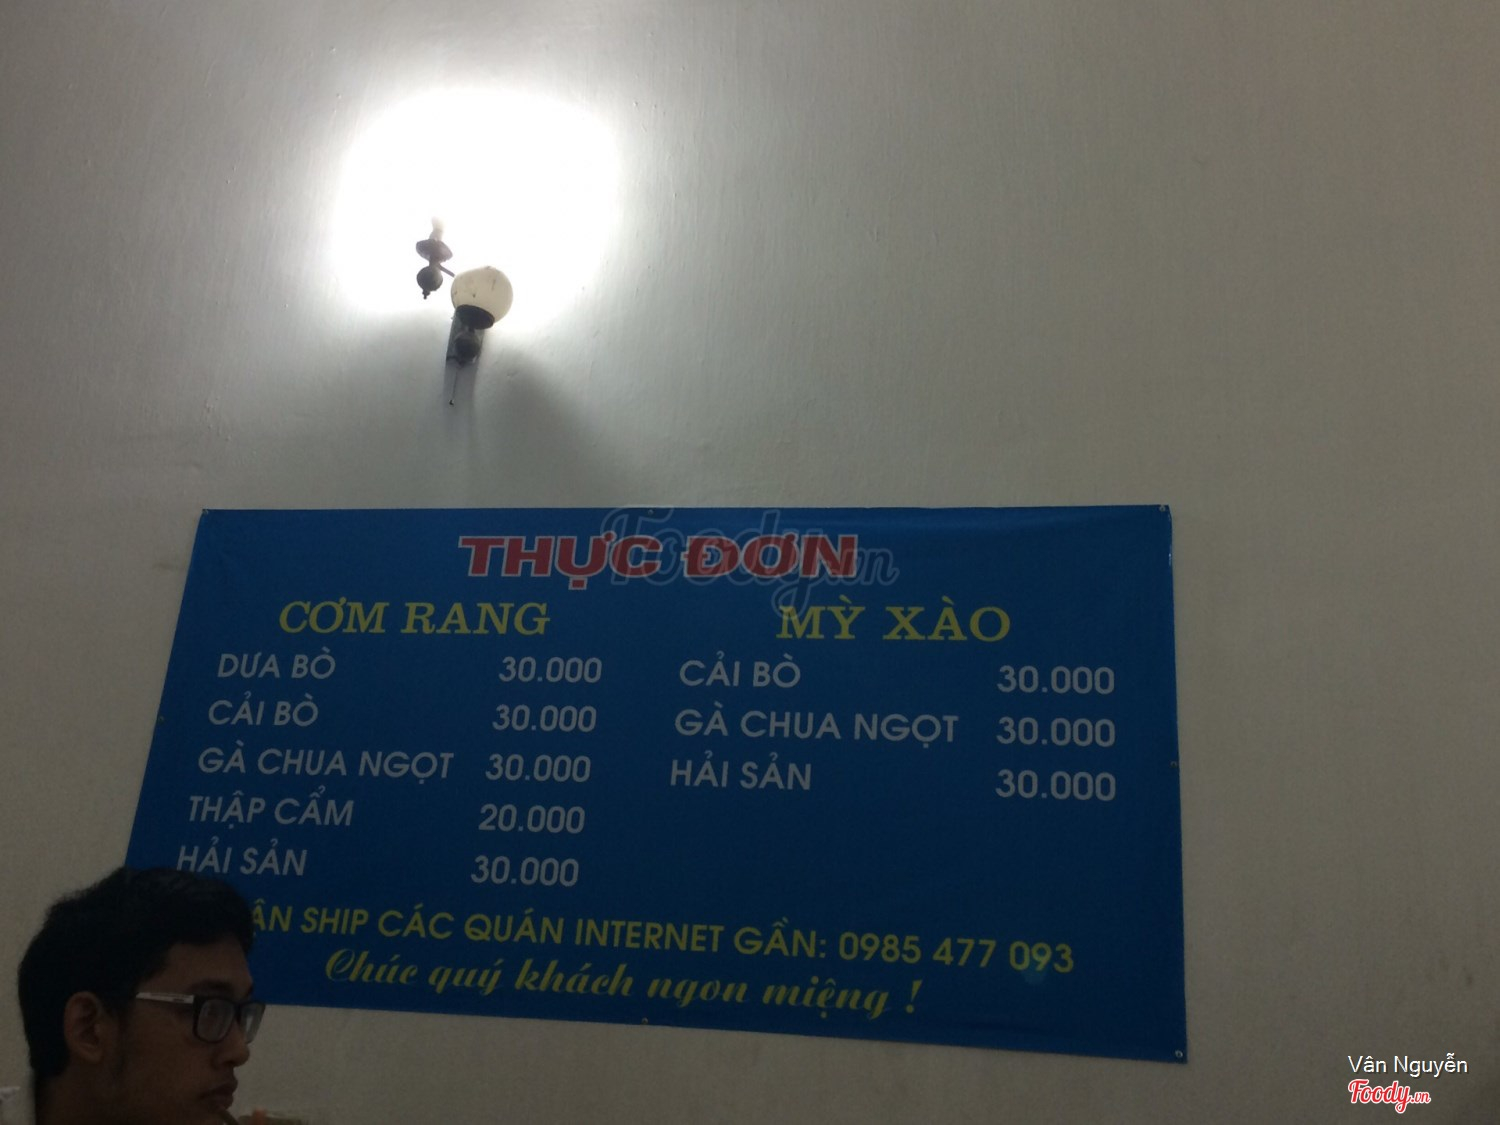 THỰC ĐƠN
CƠM RANG
DƯA BÒ 30.000
CẢI BÒ 30.000
GÀ CHUA NGỌT 30.000
THẬP CẨM 20.000
HẢI SẢN 30.000
MỲ XÀO
CẢI BÒ 30.000
GÀ CHUA NGỌT 30.000
HẢI SẢN 30.000
SHIP CÁC QUÁN INTERNET GẦN: 0985 477 093
Chúc quý khách ngon miệng !
Foody.vn
Vân Nguyễn
Foody.vn